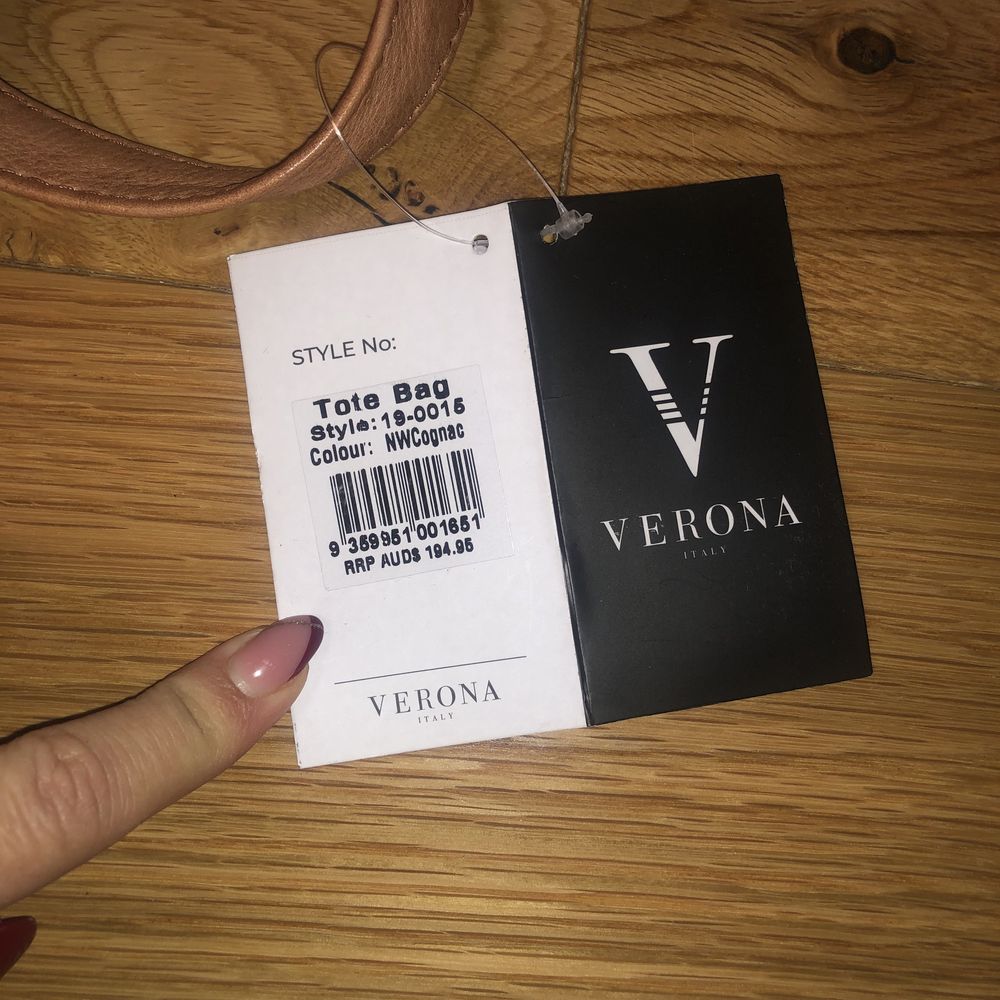 STYLE No:
Tote Bag
Style: 19-0015
Colour: NWCognac
9 359951 001651
RRP AUD$ 194.95
VERONA
ITALY
V
VERONA
ITALY